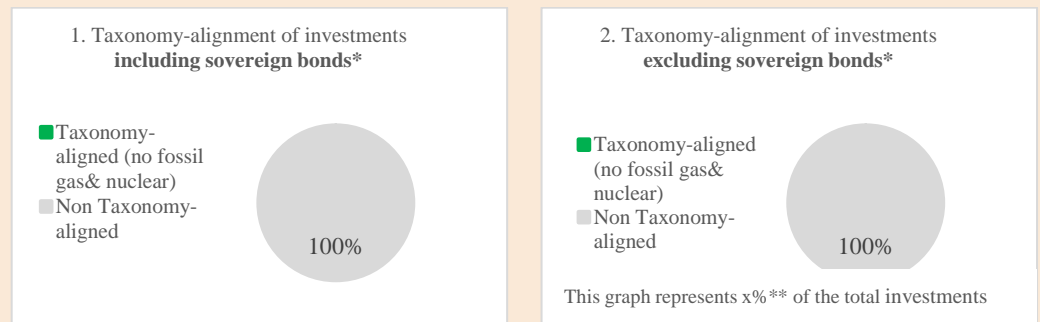 1. Taxonomy-alignment of investments
including sovereign bonds*
Taxonomy-
aligned (no fossil
gas& nuclear)
Non Taxonomy-
aligned
100%
2. Taxonomy-alignment of investments
excluding sovereign bonds*
Taxonomy-aligned
(no fossil gas&
nuclear)
Non Taxonomy-
aligned
100%
This graph represents x%** of the total investments